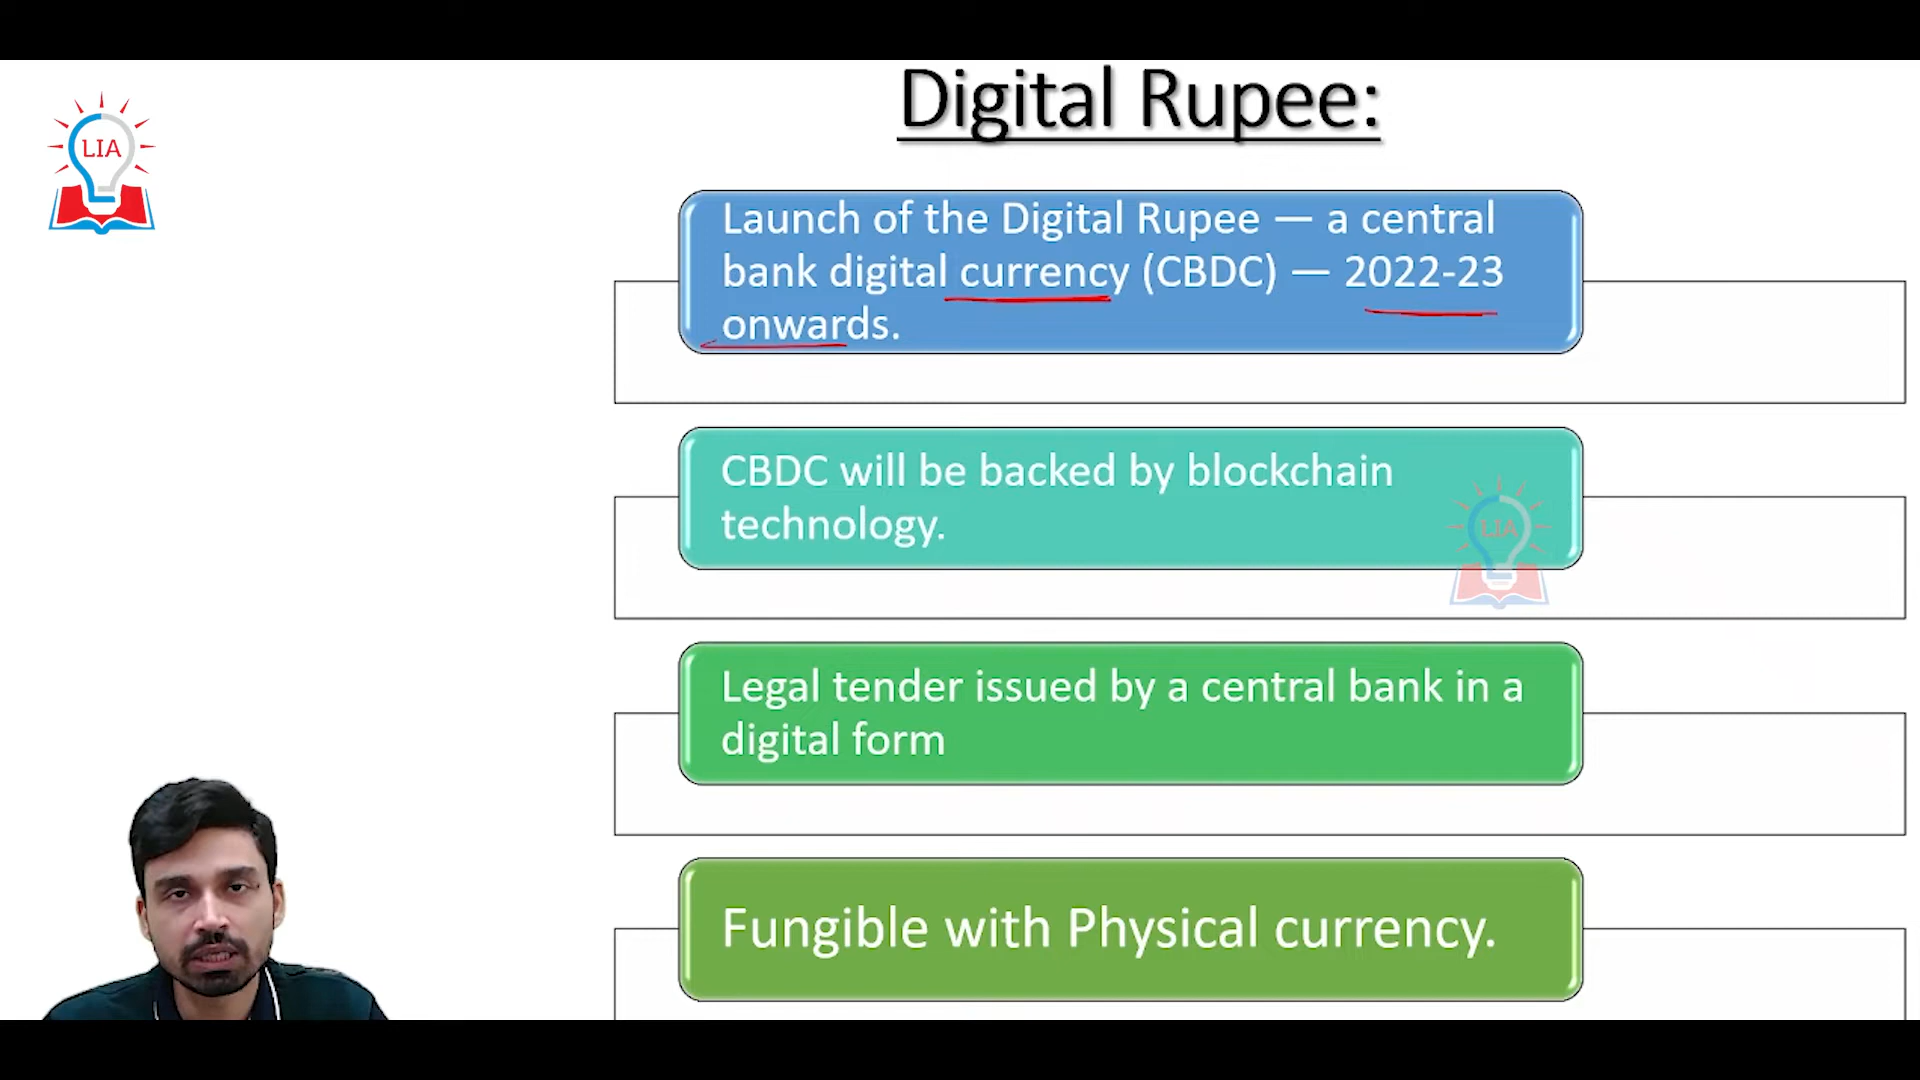 Digital Rupee:
LIA
Launch of the Digital Rupee — a central
bank digital currency (CBDC) — 2022-23
onwards.
CBDC will be backed by blockchain
technology.
LIA
Legal tender issued by a central bank in a
digital form
Fungible with Physical currency.